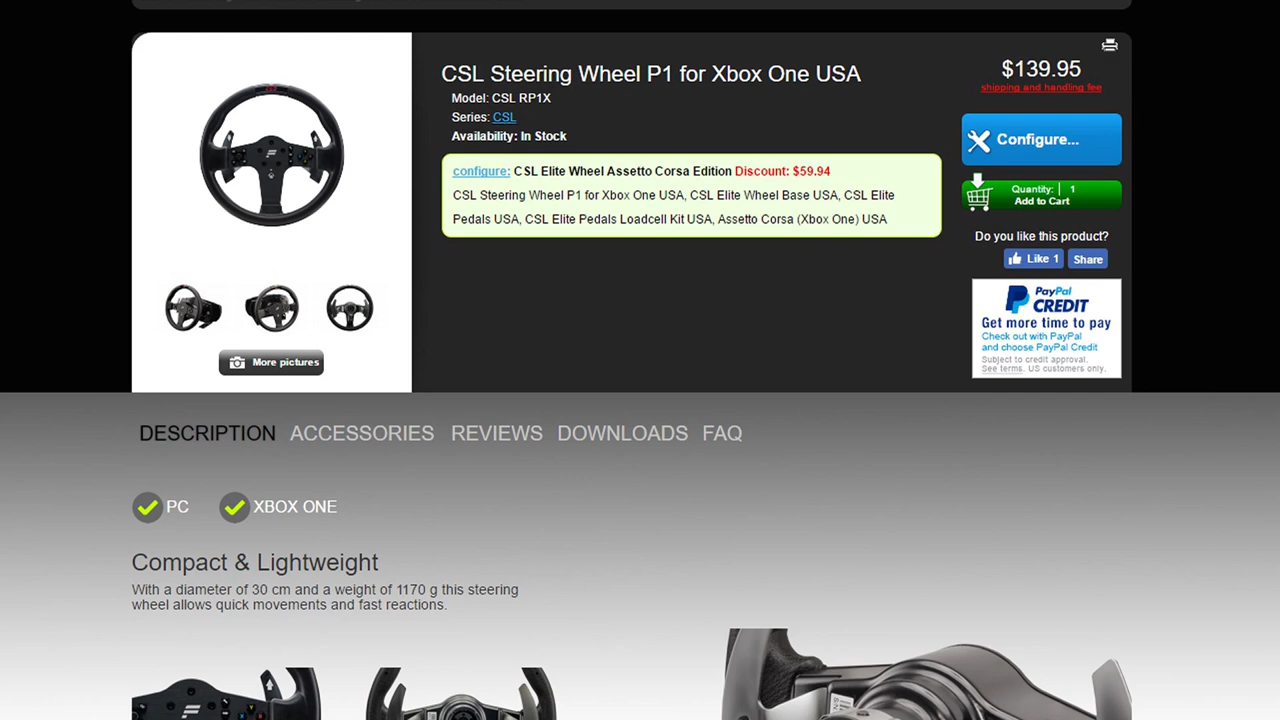 CSL Steering Wheel P1 for Xbox One USA
Model: CSL RP1X
Series: CSL
Availability: In Stock
configure: CSL Elite Wheel Assetto Corsa Edition Discount: $59.94
CSL Steering Wheel P1 for Xbox One USA, CSL Elite Wheel Base USA, CSL Elite
Pedals USA, CSL Elite Pedals Loadcell Kit USA, Assetto Corsa (Xbox One) USA
$139.95
shipping and handling fee
Configure...
Quantity: 1
Add to Cart
Do you like this product?
Like 1 Share
PayPal
CREDIT
Get more time to pay
Check out with PayPal
and choose PayPal Credit
Subject to credit approval.
See terms. US customers only.
More pictures
DESCRIPTION ACCESSORIES REVIEWS DOWNLOADS FAQ
PC XBOX ONE
Compact & Lightweight
With a diameter of 30 cm and a weight of 1170 g this steering
wheel allows quick movements and fast reactions.